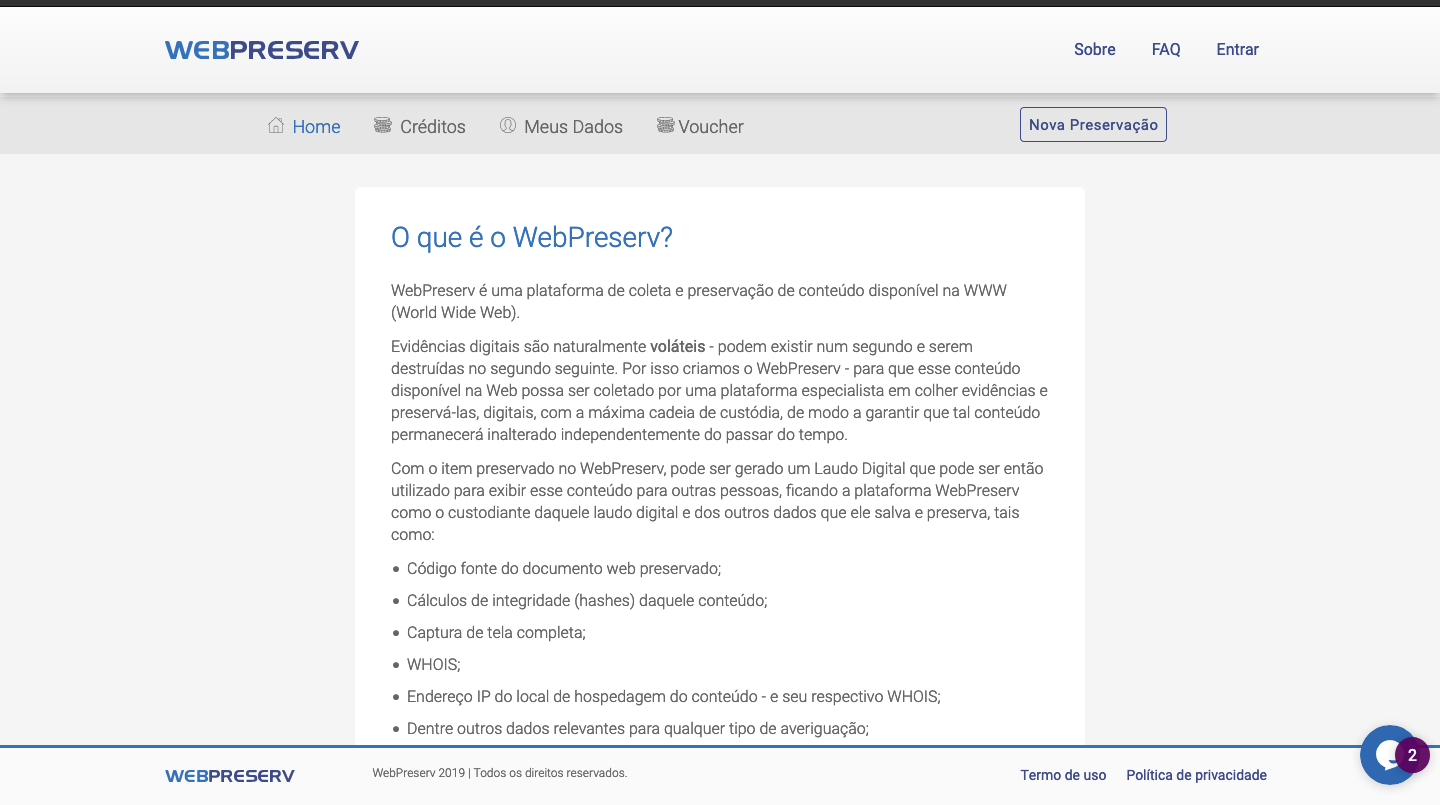 WEBPRESERV
Sobre FAQ Entrar
Home Créditos Meus Dados Voucher Nova Preservação
O que é o WebPreserv?
WebPreserv é uma plataforma de coleta e preservação de conteúdo disponível na WWW
(World Wide Web).
Evidências digitais são naturalmente voláteis - podem existir num segundo e serem
destruídas no segundo seguinte. Por isso criamos o WebPreserv - para que esse conteúdo
disponível na Web possa ser coletado por uma plataforma especialista em colher evidências e
preservá-las, digitais, com a máxima cadeia de custódia, de modo a garantir que tal conteúdo
permanecerá inalterado independentemente do passar do tempo.
Com o item preservado no WebPreserv, pode ser gerado um Laudo Digital que pode ser então
utilizado para exibir esse conteúdo para outras pessoas, ficando a plataforma WebPreserv
como o custodiante daquele laudo digital e dos outros dados que ele salva e preserva, tais
como:
• Código fonte do documento web preservado;
• Cálculos de integridade (hashes) daquele conteúdo;
• Captura de tela completa;
• WHOIS;
• Endereço IP do local de hospedagem do conteúdo - e seu respectivo WHOIS;
• Dentre outros dados relevantes para qualquer tipo de averiguação;
WEBPRESERV
WebPreserv 2019 | Todos os direitos reservados.
Termo de uso Política de privacidade
2